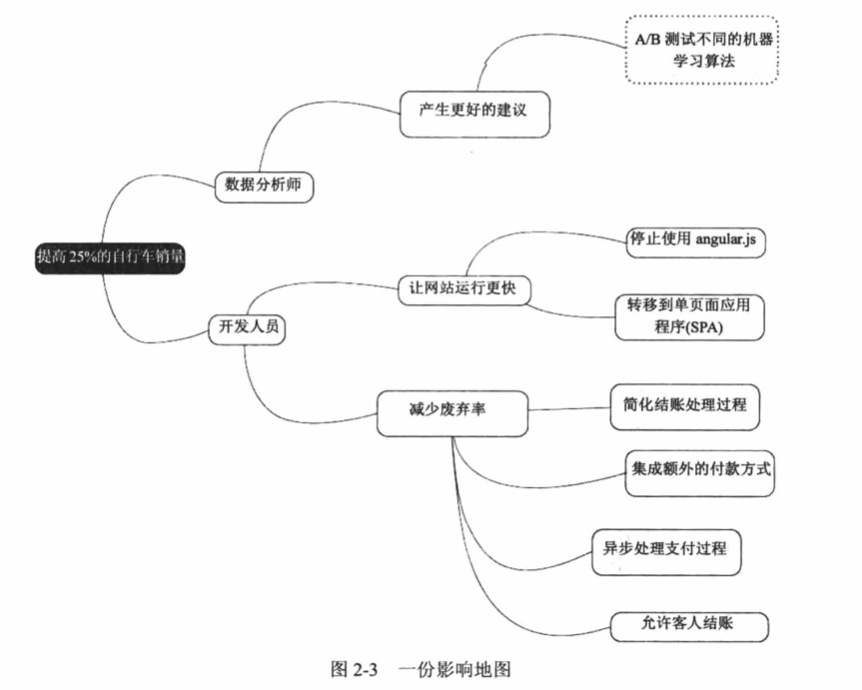 A/B 测试不同的机器
学习算法
产生更好的建议
数据分析师
提高25%的自行车销量
停止使用 angular.js
让网站运行更快
转移到单页面应用
程序(SPA)
开发人员
减少废弃率
简化结账处理过程
集成额外的付款方式
异步处理支付过程
允许客人结账
图 2-3 一份影响地图